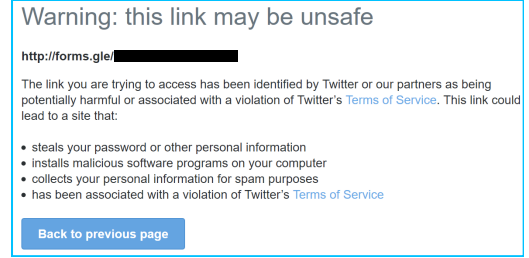 Warning: this link may be unsafe
http://forms.gle/
The link you are trying to access has been identified by Twitter or our partners as being
potentially harmful or associated with a violation of Twitter's Terms of Service. This link could
lead to a site that:
• steals your password or other personal information
• installs malicious software programs on your computer
• collects your personal information for spam purposes
• has been associated with a violation of Twitter's Terms of Service
Back to previous page